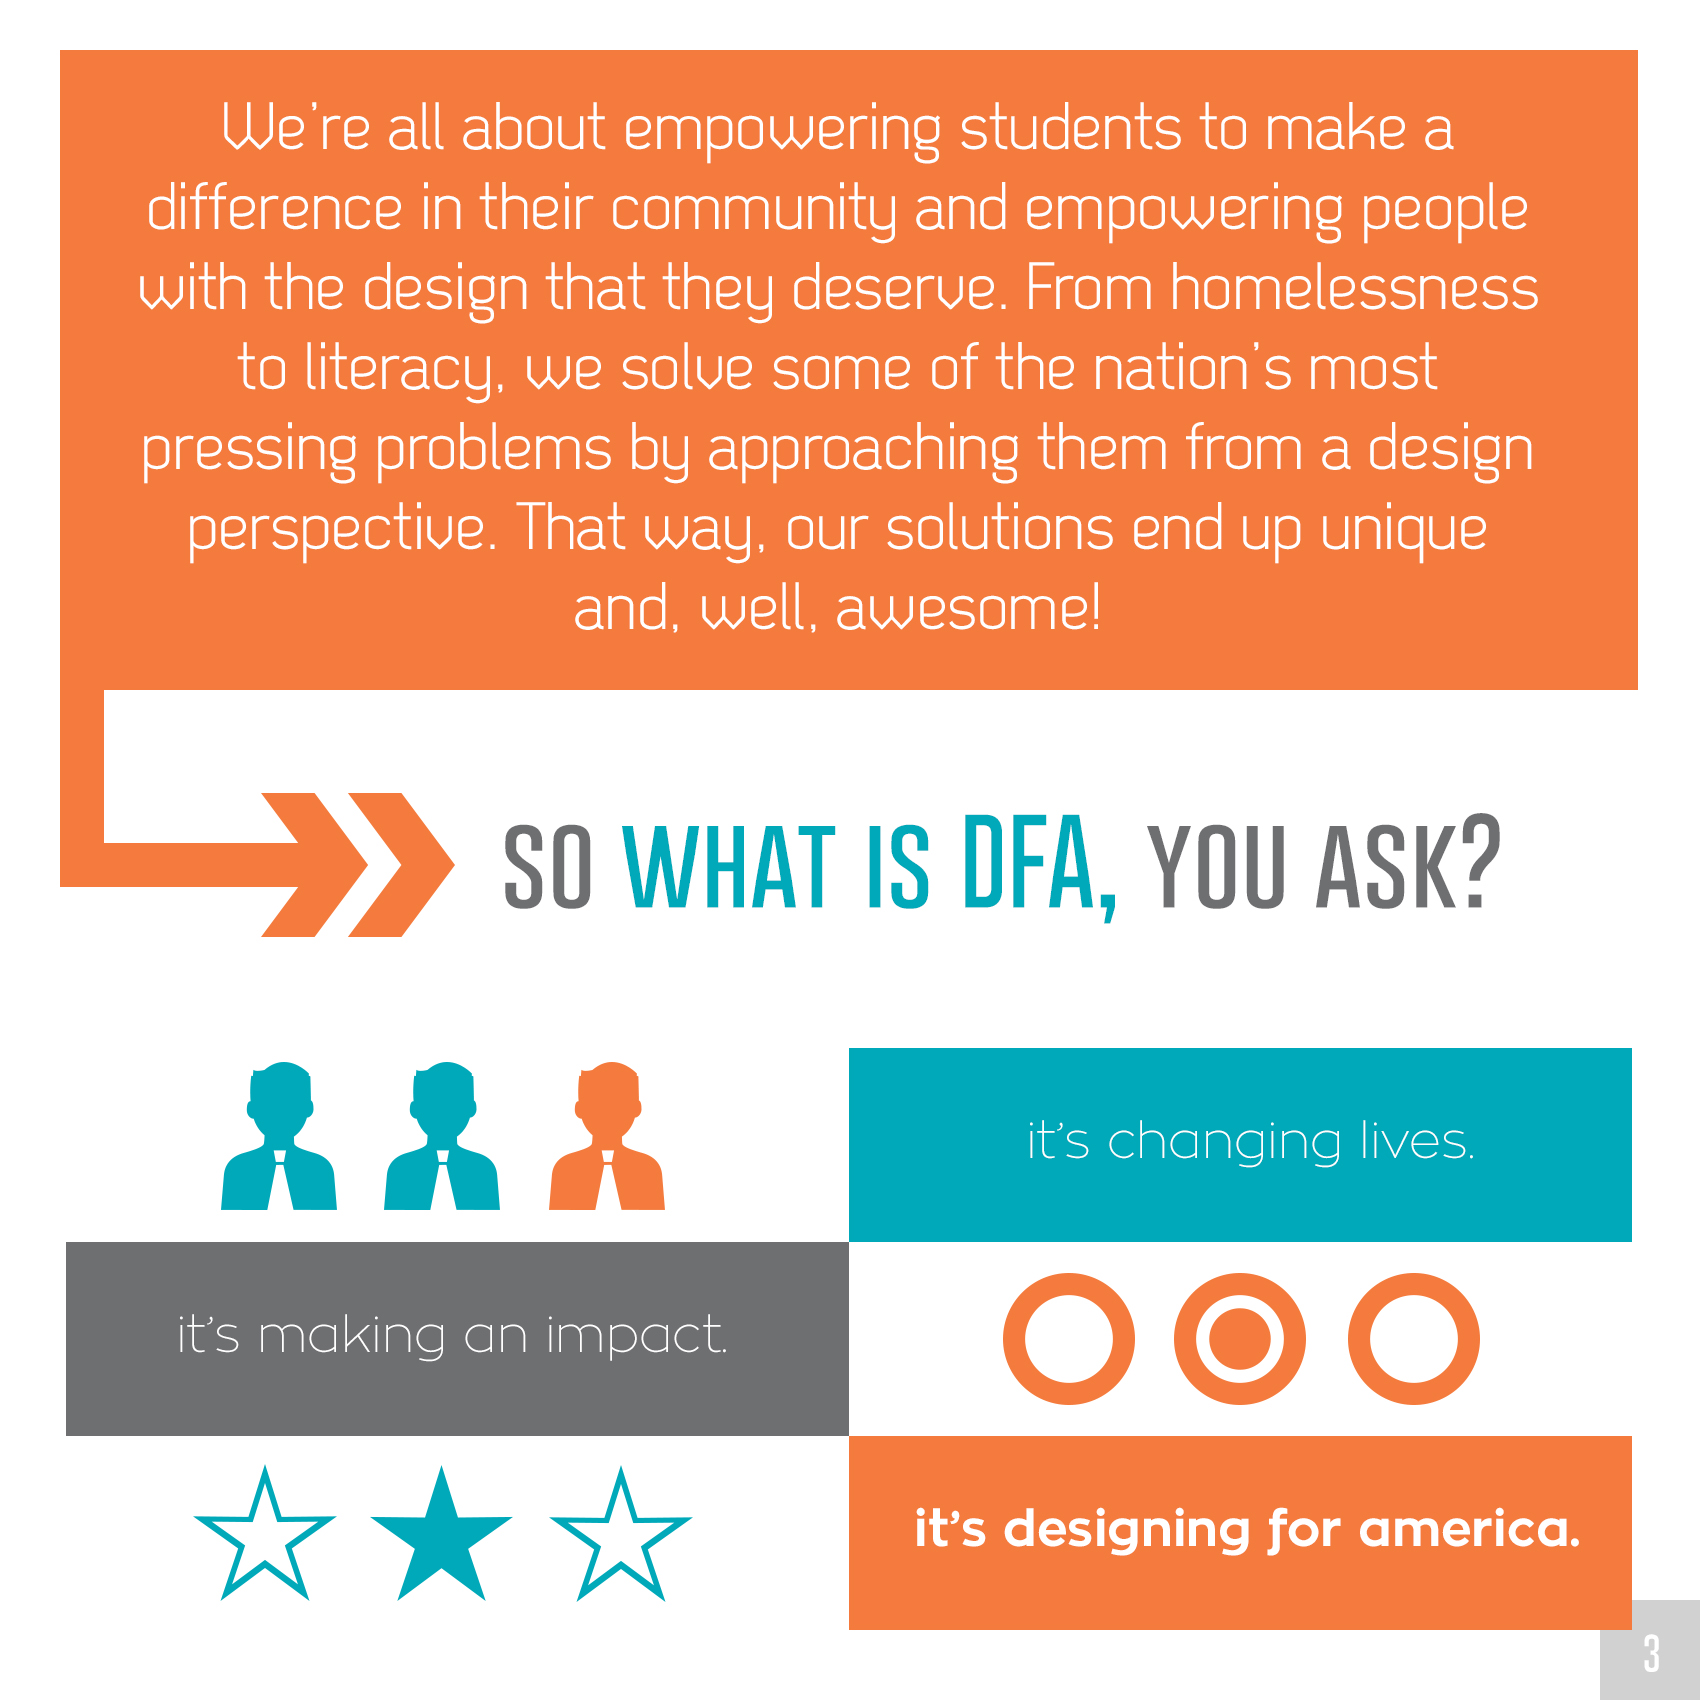 We're all about empowering students to make a
difference in their community and empowering people
with the design that they deserve. From homelessness
to literacy, we solve some of the nation's most
pressing problems by approaching them from a design
perspective. That way, our solutions end up unique
and, well, awesome!
SO WHAT IS DFA, YOU ASK?
it's changing lives.
it's making an impact.
it's designing for america.
3